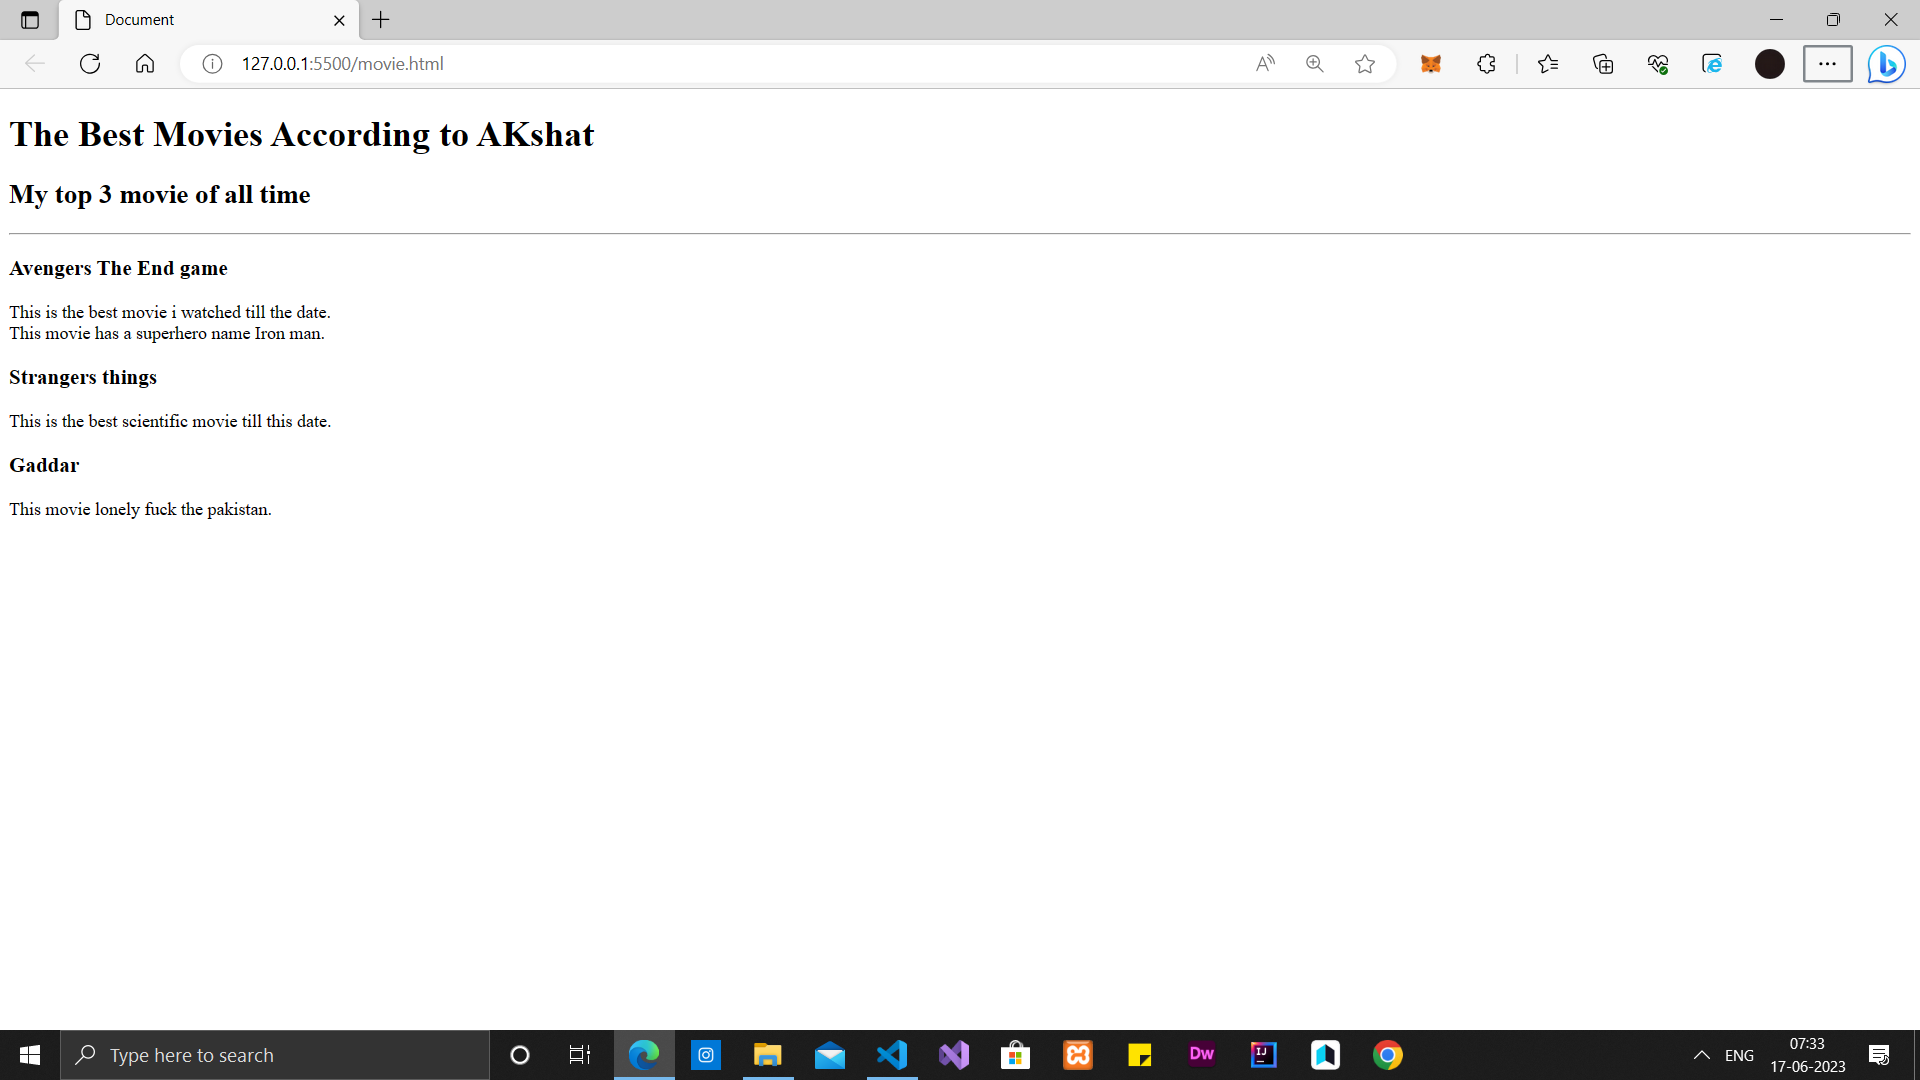 Document
127.0.0.1:5500/movie.html
The Best Movies According to AKshat
My top 3 movie of all time
Avengers The End game
This is the best movie i watched till the date.
This movie has a superhero name Iron man.
Strangers things
This is the best scientific movie till this date.
Gaddar
This movie lonely fuck the pakistan.
Type here to search
Dw
IJ
ENG
07:33
17-06-2023